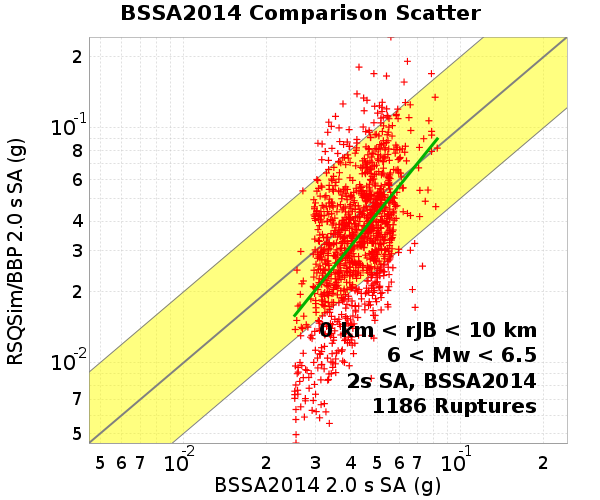 BSSA2014 Comparison Scatter
RSQSim/BBP 2.0 s SA (g)
2
10-1
8
6
4
3
2
10-2
7
5
0 km < rJB < 10 km
6 < Mw < 6.5
2s SA, BSSA2014
1186 Ruptures
5 6 7 10-2 2 3 4 5 6 7 10-1 2
BSSA2014 2.0 s SA (g)